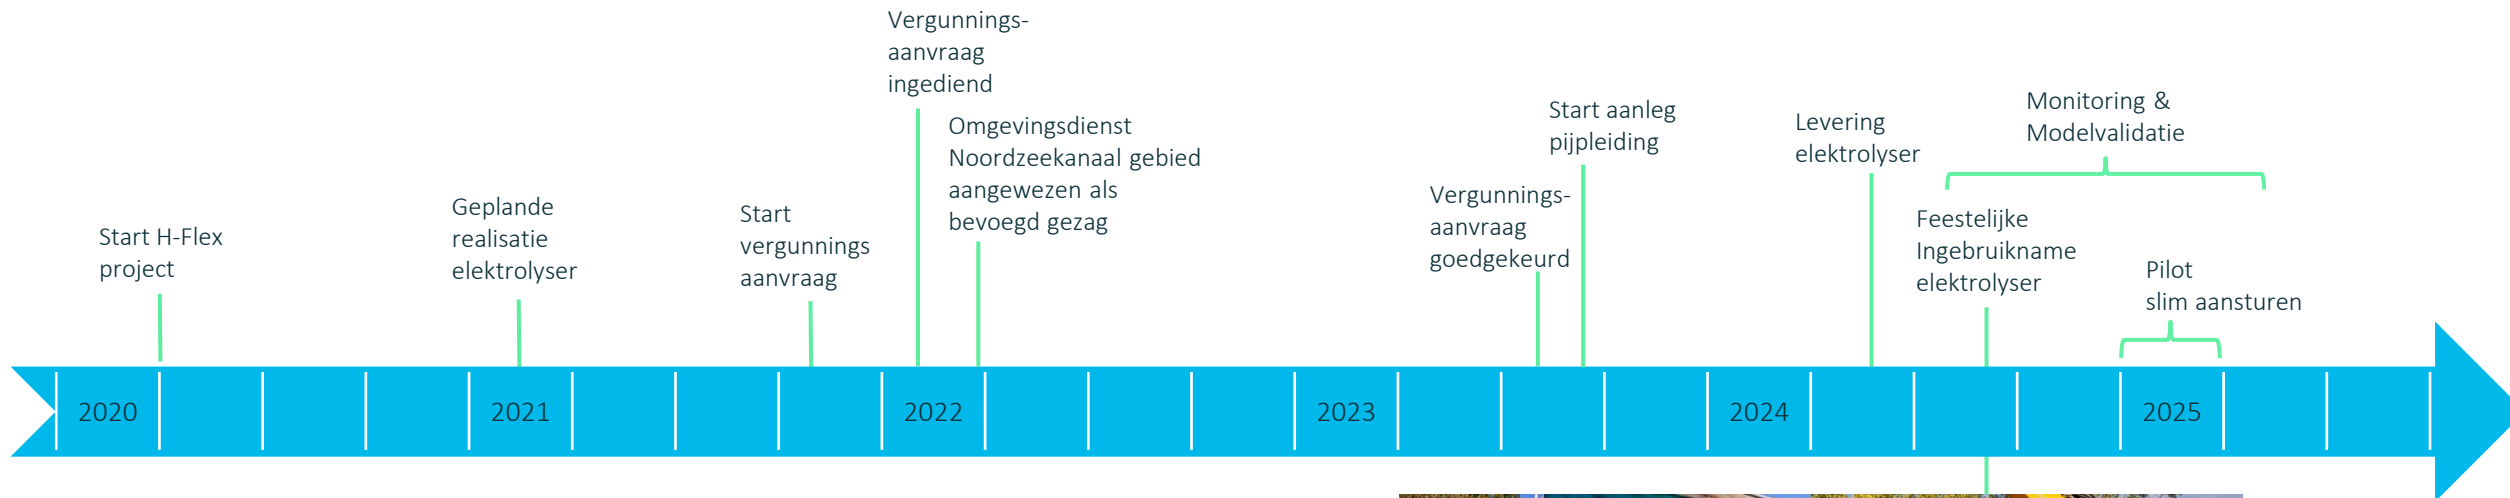 Start H-Flex
project
Geplande
realisatie
elektrolyser
Start
vergunnings
aanvraag
Vergunnings-
aanvraag
ingediend
Omgevingsdienst
Noordzeekanaal gebied
aangewezen als
bevoegd gezag
Vergunnings-
aanvraag
goedgekeurd
Start aanleg
pijpleiding
Levering
elektrolyser
Monitoring &
Modelvalidatie
Feestelijke
Ingebruikname
elektrolyser
Pilot
slim aansturen
2020
2021
2022
2023
2024
2025